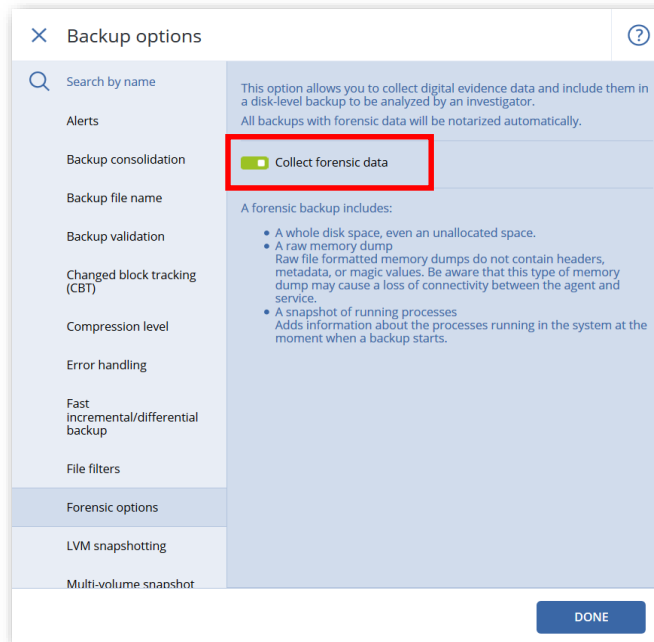 Backup options
?
Search by name
Alerts
Backup consolidation
Backup file name
Backup validation
Changed block tracking
(CBT)
Compression level
Error handling
Fast
incremental/differential
backup
File filters
Forensic options
LVM snapshotting
Multi-volume snapshot
This option allows you to collect digital evidence data and include them in
a disk-level backup to be analyzed by an investigator.
All backups with forensic data will be notarized automatically.
Collect forensic data
A forensic backup includes:
• A whole disk space, even an unallocated space.
• A raw memory dump
Raw file formatted memory dumps do not contain headers,
metadata, or magic values. Be aware that this type of memory
dump may cause a loss of connectivity between the agent and
service.
• A snapshot of running processes
Adds information about the processes running in the system at the
moment when a backup starts.
DONE